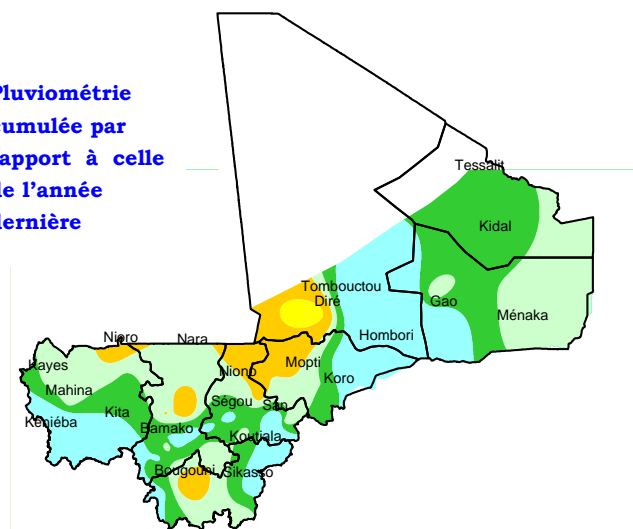 Pluviométrie
cumulée par
rapport à celle
de l'année
dernière
Tessalit
Kidal
Tombouctou
Diré
Gao
Ménaka
Hombori
Nioro
Nara
Kayes
Niono
Mopti
Koro
Mahina
Ségou
San
Kéniéba
Kita
Bamako
Koutiala
Bougouni
Sikasso